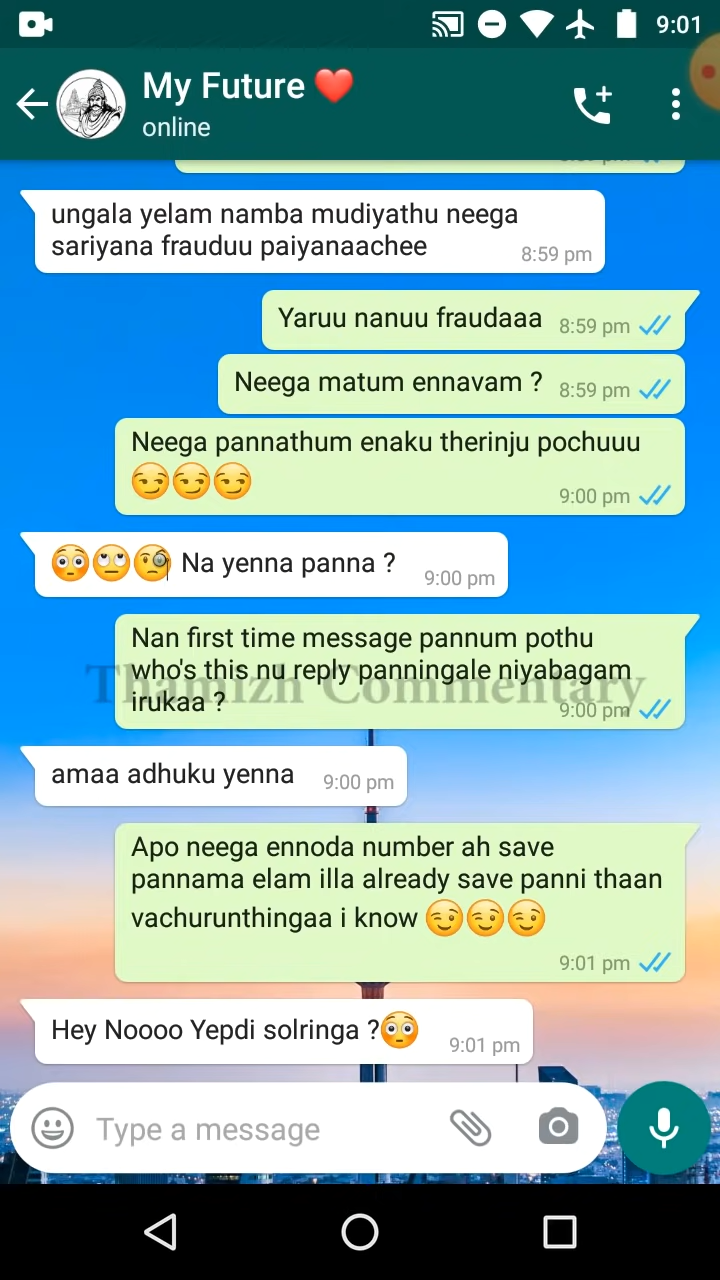 9:01
My Future ❤️
online
ungala yelam namba mudiyathu neega
sariyana frauduu paiyanaachee
8:59 pm
Yaruu nanuu fraudaaa
8:59 pm
Neega matum ennavam ?
8:59 pm
Neega pannathum enaku therinju pochuuu
😏😏😏
9:00 pm
😳🙄🧐 Na yenna panna ?
9:00 pm
Nan first time message pannum pothu
who's this nu reply panningale niyabagam
irukaa ?
9:00 pm
Thamizh Commentary
amaa adhuku yenna
9:00 pm
Apo neega ennoda number ah save
pannama elam illa already save panni thaan
vachurunthingaa i know 😉😉😉
9:01 pm
Hey Noooo Yepdi solringa ?😳
9:01 pm
Type a message